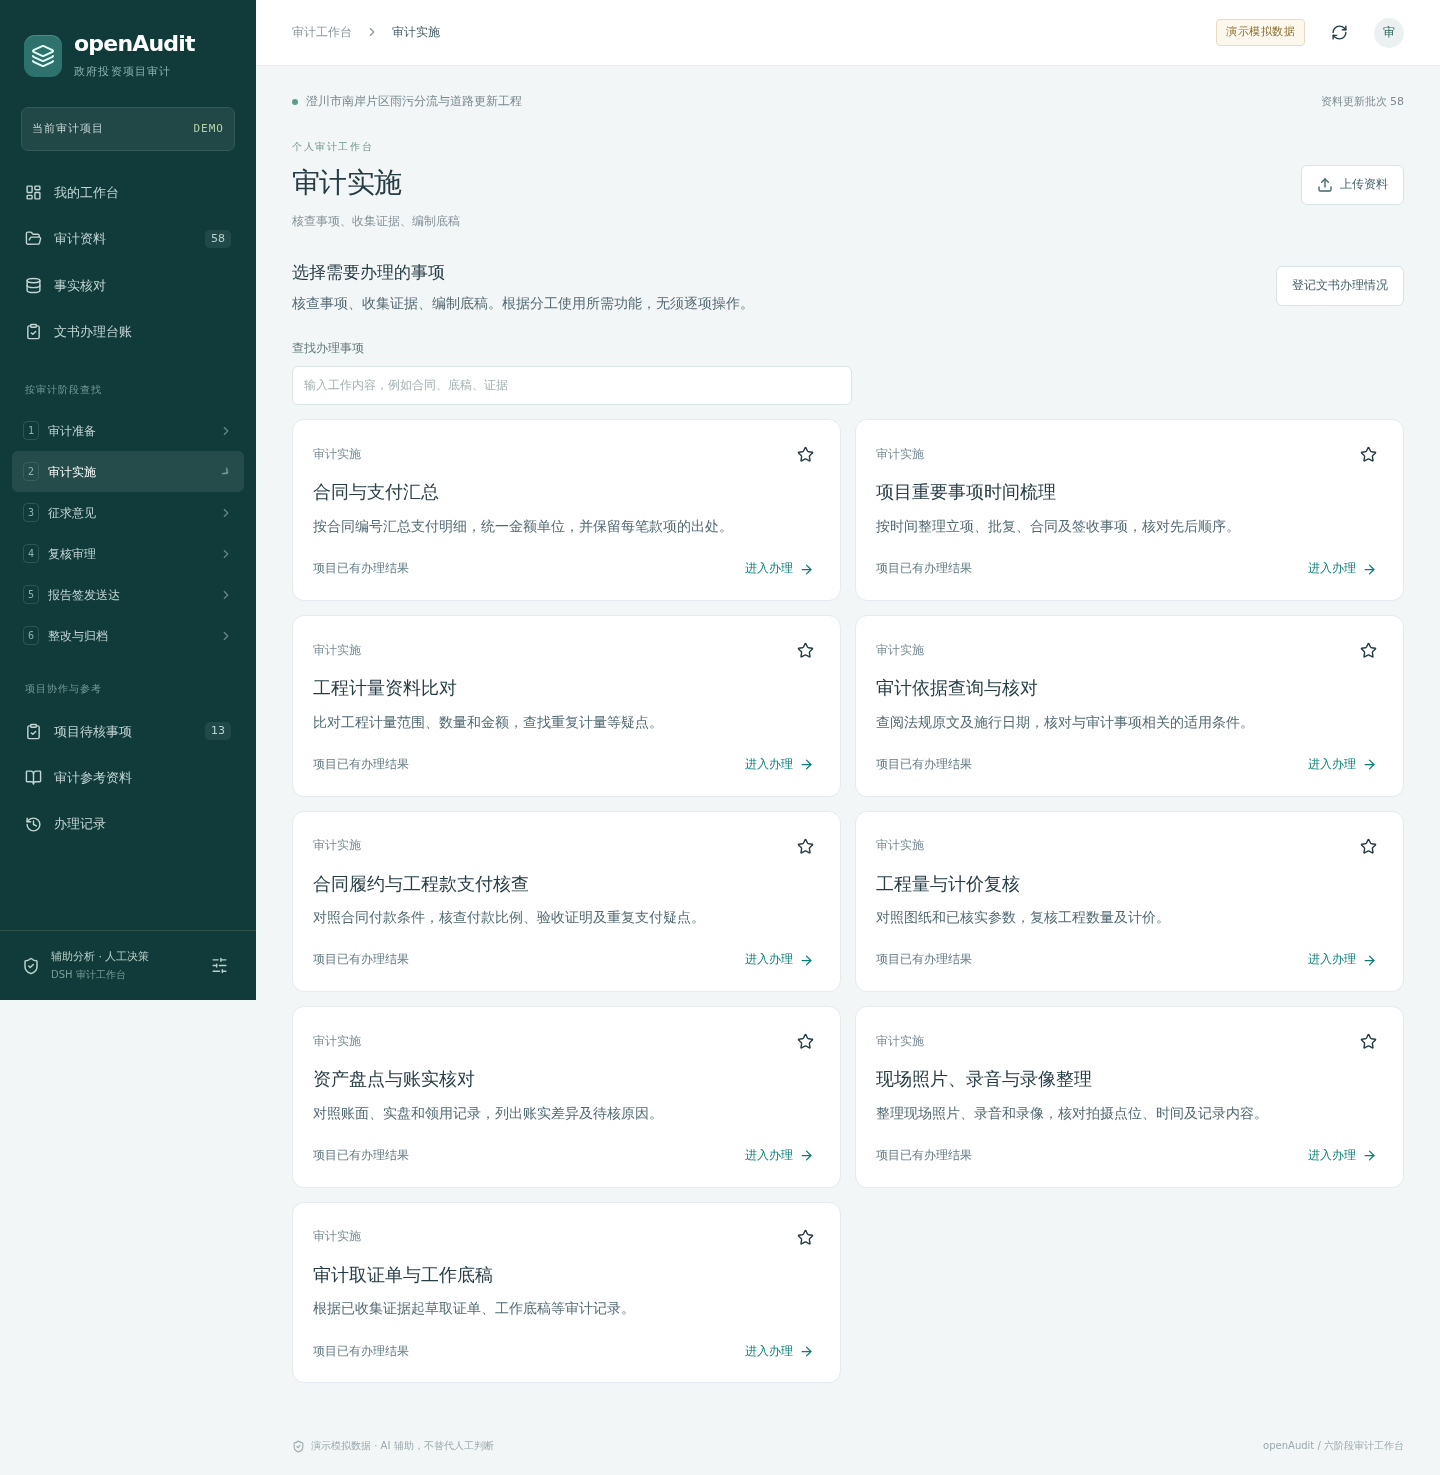 openAudit
政府投资项目审计
当前审计项目 DEMO
我的工作台
审计资料 58
事实核对
文书办理台账
按审计阶段查找
1 审计准备
2 审计实施
3 征求意见
4 复核审理
5 报告签发送达
6 整改与归档
项目协作与参考
项目待核事项 13
审计参考资料
办理记录
辅助分析 · 人工决策
DSH 审计工作台
审计工作台 审计实施
演示模拟数据 审
澄川市南岸片区雨污分流与道路更新工程
资料更新批次 58
个人审计工作台
审计实施
上传资料
核查事项、收集证据、编制底稿
选择需要办理的事项
核查事项、收集证据、编制底稿。根据分工使用所需功能，无须逐项操作。
登记文书办理情况
查找办理事项
输入工作内容，例如合同、底稿、证据
审计实施
合同与支付汇总
按合同编号汇总支付明细，统一金额单位，并保留每笔款项的出处。
项目已有办理结果 进入办理
审计实施
项目重要事项时间梳理
按时间整理立项、批复、合同及签收事项，核对先后顺序。
项目已有办理结果 进入办理
审计实施
工程计量资料比对
比对工程计量范围、数量和金额，查找重复计量等疑点。
项目已有办理结果 进入办理
审计实施
审计依据查询与核对
查阅法规原文及施行日期，核对与审计事项相关的适用条件。
项目已有办理结果 进入办理
审计实施
合同履约与工程款支付核查
对照合同付款条件，核查付款比例、验收证明及重复支付疑点。
项目已有办理结果 进入办理
审计实施
工程量与计价复核
对照图纸和已核实参数，复核工程数量及计价。
项目已有办理结果 进入办理
审计实施
资产盘点与账实核对
对照账面、实盘和领用记录，列出账实差异及待核原因。
项目已有办理结果 进入办理
审计实施
现场照片、录音与录像整理
整理现场照片、录音和录像，核对拍摄点位、时间及记录内容。
项目已有办理结果 进入办理
审计实施
审计取证单与工作底稿
根据已收集证据起草取证单、工作底稿等审计记录。
项目已有办理结果 进入办理
演示模拟数据 · AI 辅助，不替代人工判断
openAudit / 六阶段审计工作台